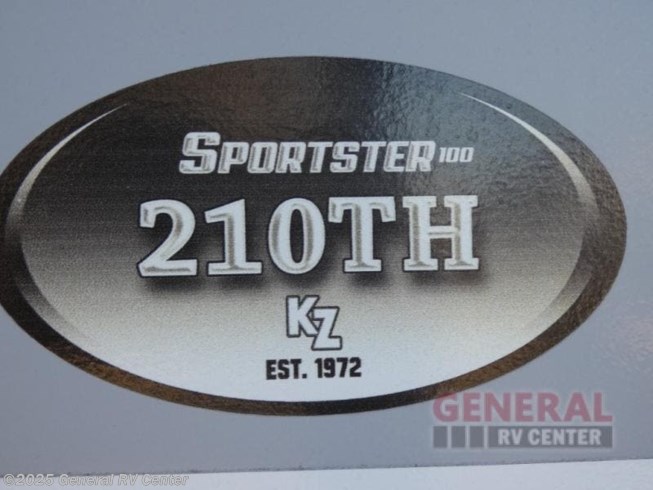 SPORTSTER 100
210TH
KZ
EST. 1972
GENERAL
RV CENTER
©2025 General RV Center